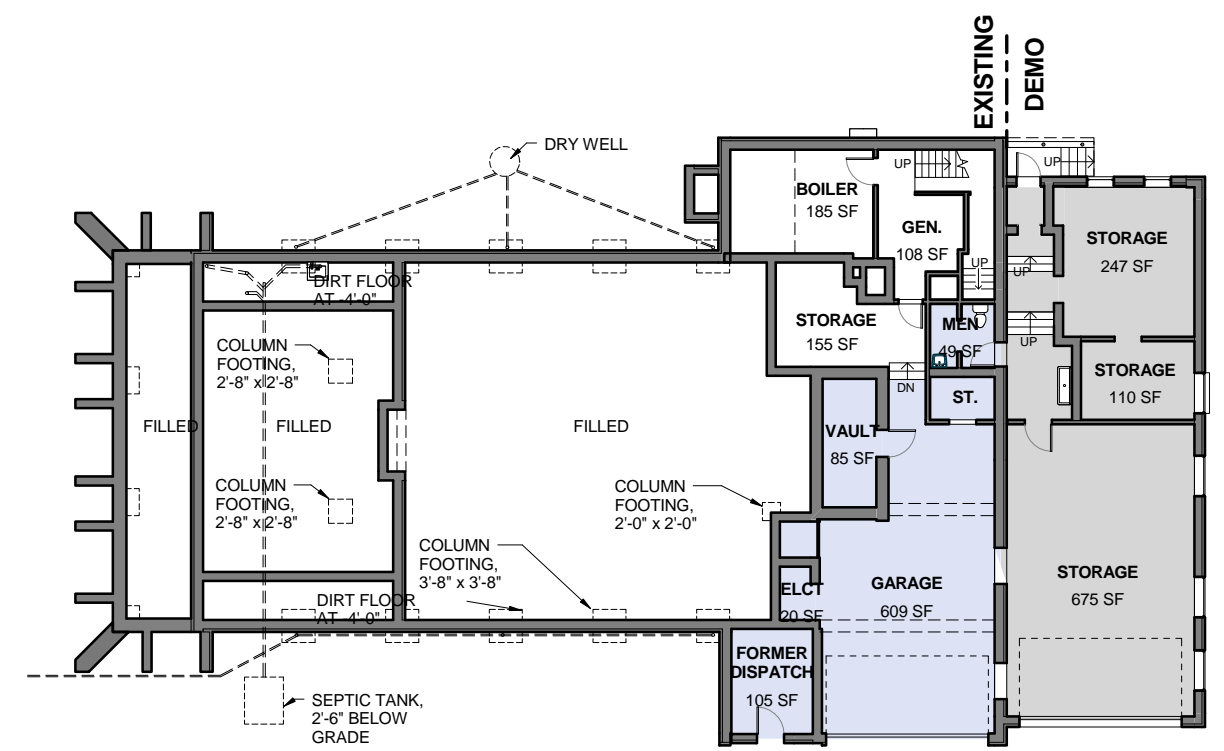 EXISTING
DEMO
DRY WELL
BOILER
185 SF
UP
UP
GEN.
108 SF
UP
STORAGE
247 SF
UP
DIRT FLOOR
AT -4'-0"
STORAGE
155 SF
MEN
49 SF
UP
COLUMN
FOOTING,
2'-8" x 2'-8"
STORAGE
110 SF
DN
ST.
FILLED
FILLED
FILLED
VAULT
85 SF
COLUMN
FOOTING,
2'-8" x 2'-8"
COLUMN
FOOTING,
2'-0" x 2'-0"
COLUMN
FOOTING,
3'-8" x 3'-8"
DIRT FLOOR
AT -4'-0"
ELCT
20 SF
GARAGE
609 SF
STORAGE
675 SF
FORMER
DISPATCH
105 SF
SEPTIC TANK,
2'-6" BELOW
GRADE